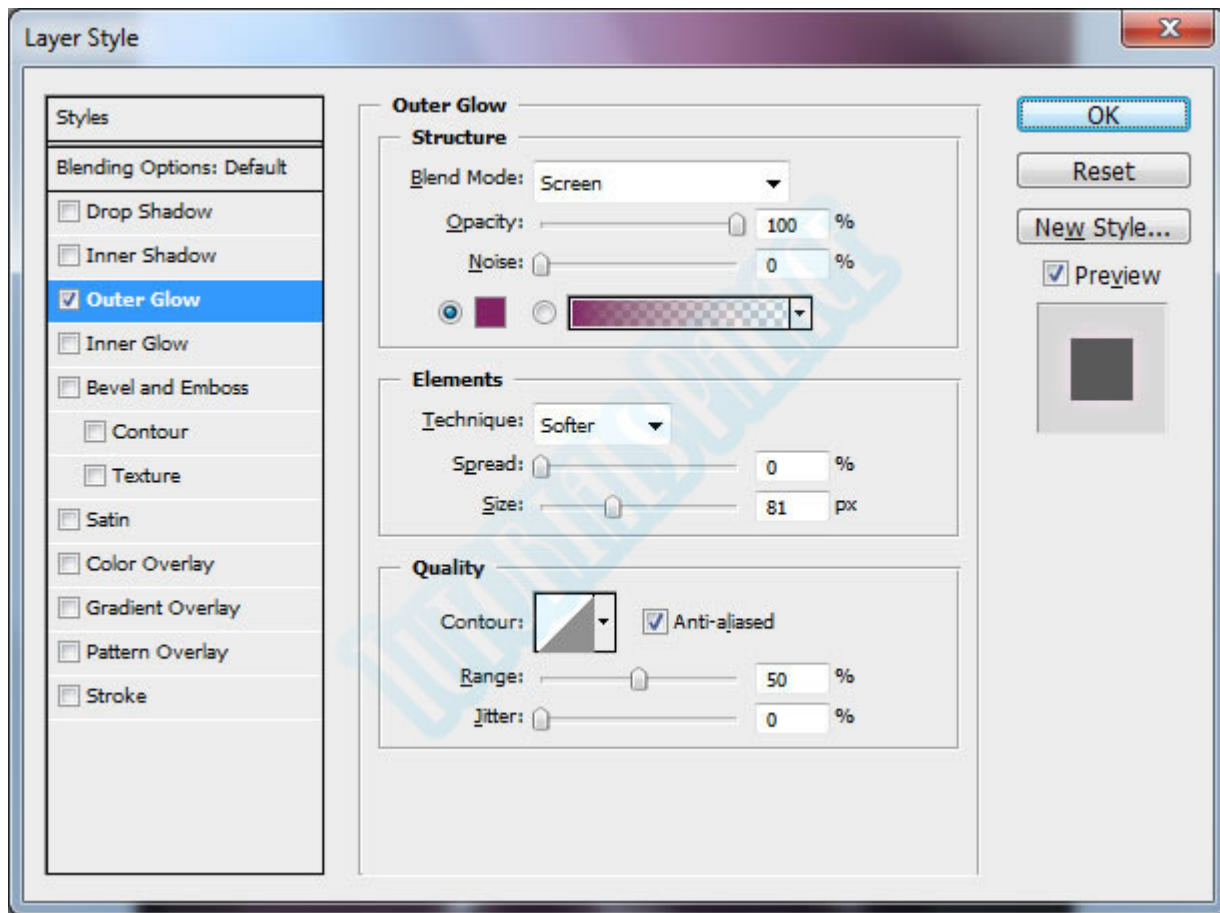 Layer Style
Styles
Blending Options: Default
Drop Shadow
Inner Shadow
Outer Glow
Inner Glow
Bevel and Emboss
Contour
Texture
Satin
Color Overlay
Gradient Overlay
Pattern Overlay
Stroke
Outer Glow
Structure
Blend Mode: Screen
Opacity: 100 %
Noise: 0 %
Elements
Technique: Softer
Spread: 0 %
Size: 81 px
Quality
Contour: Anti-aliased
Range: 50 %
Jitter: 0 %
OK
Reset
New Style...
Preview
TutorialsPalace